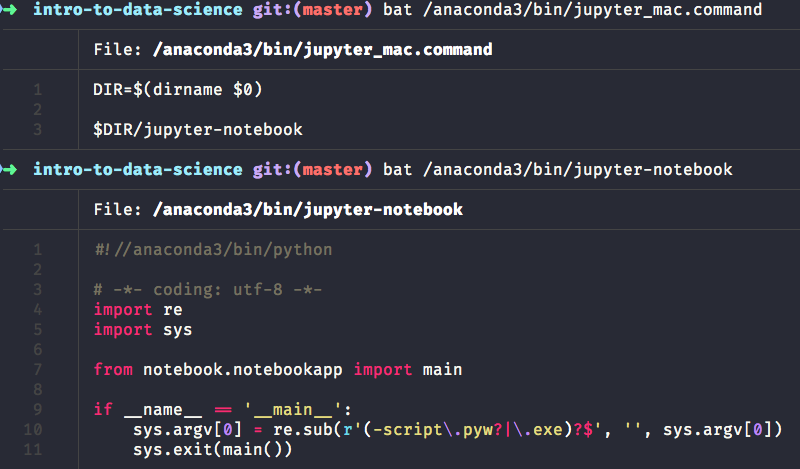 ➜ intro-to-data-science git:(master) bat /anaconda3/bin/jupyter_mac.command
File: /anaconda3/bin/jupyter_mac.command
1 DIR=$(dirname $0)
2
3 $DIR/jupyter-notebook
➜ intro-to-data-science git:(master) bat /anaconda3/bin/jupyter-notebook
File: /anaconda3/bin/jupyter-notebook
1 #!//anaconda3/bin/python
2
3 # -*- coding: utf-8 -*-
4 import re
5 import sys
6
7 from notebook.notebookapp import main
8
9 if __name__ == '__main__':
10 sys.argv[0] = re.sub(r'(-script\.pyw?|\.exe)?$', '', sys.argv[0])
11 sys.exit(main())